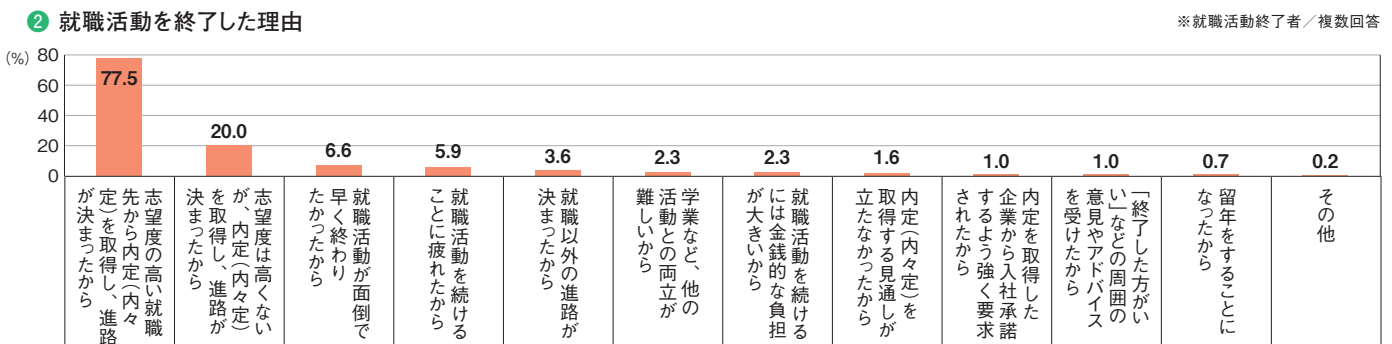 2 就職活動を終了した理由
※就職活動終了者／複数回答
(%)
80
60
40
20
0
77.5
20.0
6.6
5.9
3.6
2.3
2.3
1.6
1.0
1.0
0.7
0.2
志望度の高い就職
先から内定（内々
定）を取得し、進路
が決まったから
志望度は高くない
が、内定（内々定）
を取得し、進路が
決まったから
就職活動が面倒で
早く終わり
たかったから
就職活動を続ける
ことに疲れたから
就職以外の進路が
決まったから
学業など、他の
活動との両立が
難しいから
就職活動を続ける
には金銭的な負担
が大きいから
内定（内々定）を
取得する見通しが
立たなかったから
内定を取得した
企業から入社承諾
するよう強く要求
されたから
「終了した方がい
い」などの周囲の
意見やアドバイス
を受けたから
留年をすることに
なったから
その他